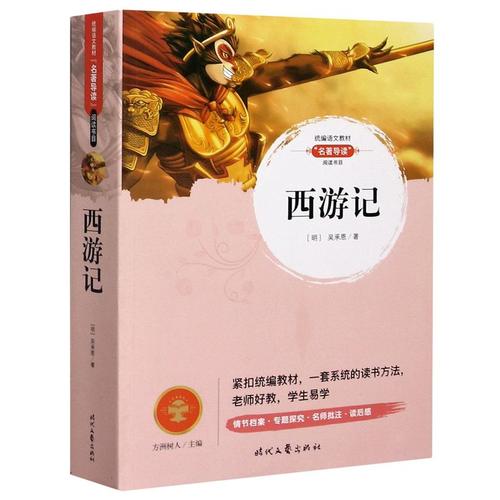 统编语文教材
“名著导读”
阅读书目
西游记
[明] 吴承恩 著
统编语文教材
“名著导读”
阅读书目
西游记
[明] 吴承恩 / 著
紧扣统编教材，一套系统的读书方法，
老师好教，学生易学
情节档案·专题探究·名师批注·读后感
方洲树人 / 主编
时代文艺出版社